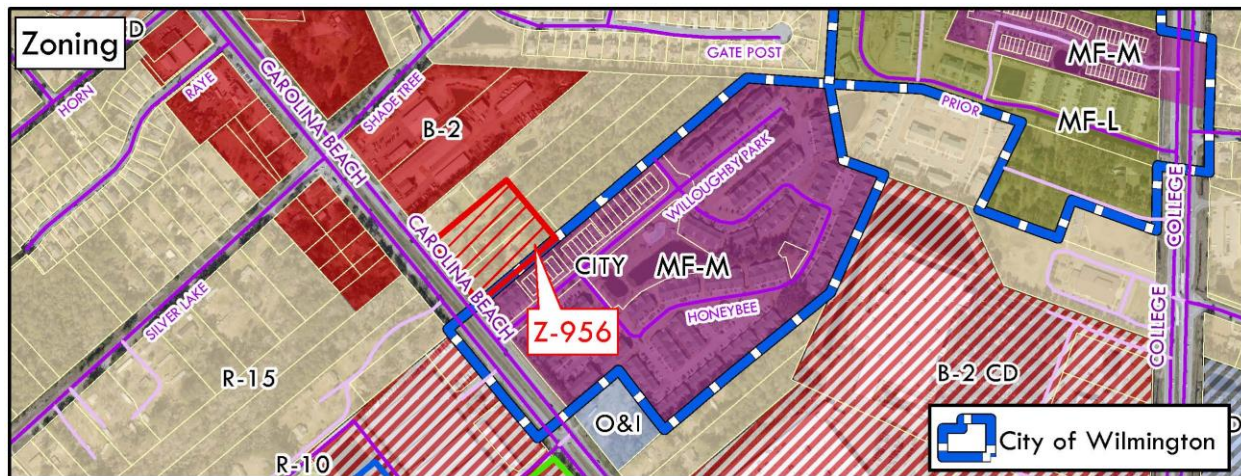 Zoning
D
HORN
RAYE
CAROLINA BEACH
SHADE TREE
GATE POST
MF-M
PRIOR
MF-L
B-2
WILLOUGHBY PARK
COLLEGE
CAROLINA BEACH
CITY
MF-M
HONEYBEE
Z-956
SILVER LAKE
R-15
COLLEGE
B-2 CD
O&I
R-10
D
City of Wilmington